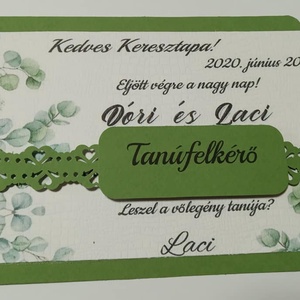 Kedves Keresztapa!
2020. június 20
Eljött végre a nagy nap!
Dóri és Laci
Tanúfelkérő
Leszel a vőlegény tanúja?
Laci